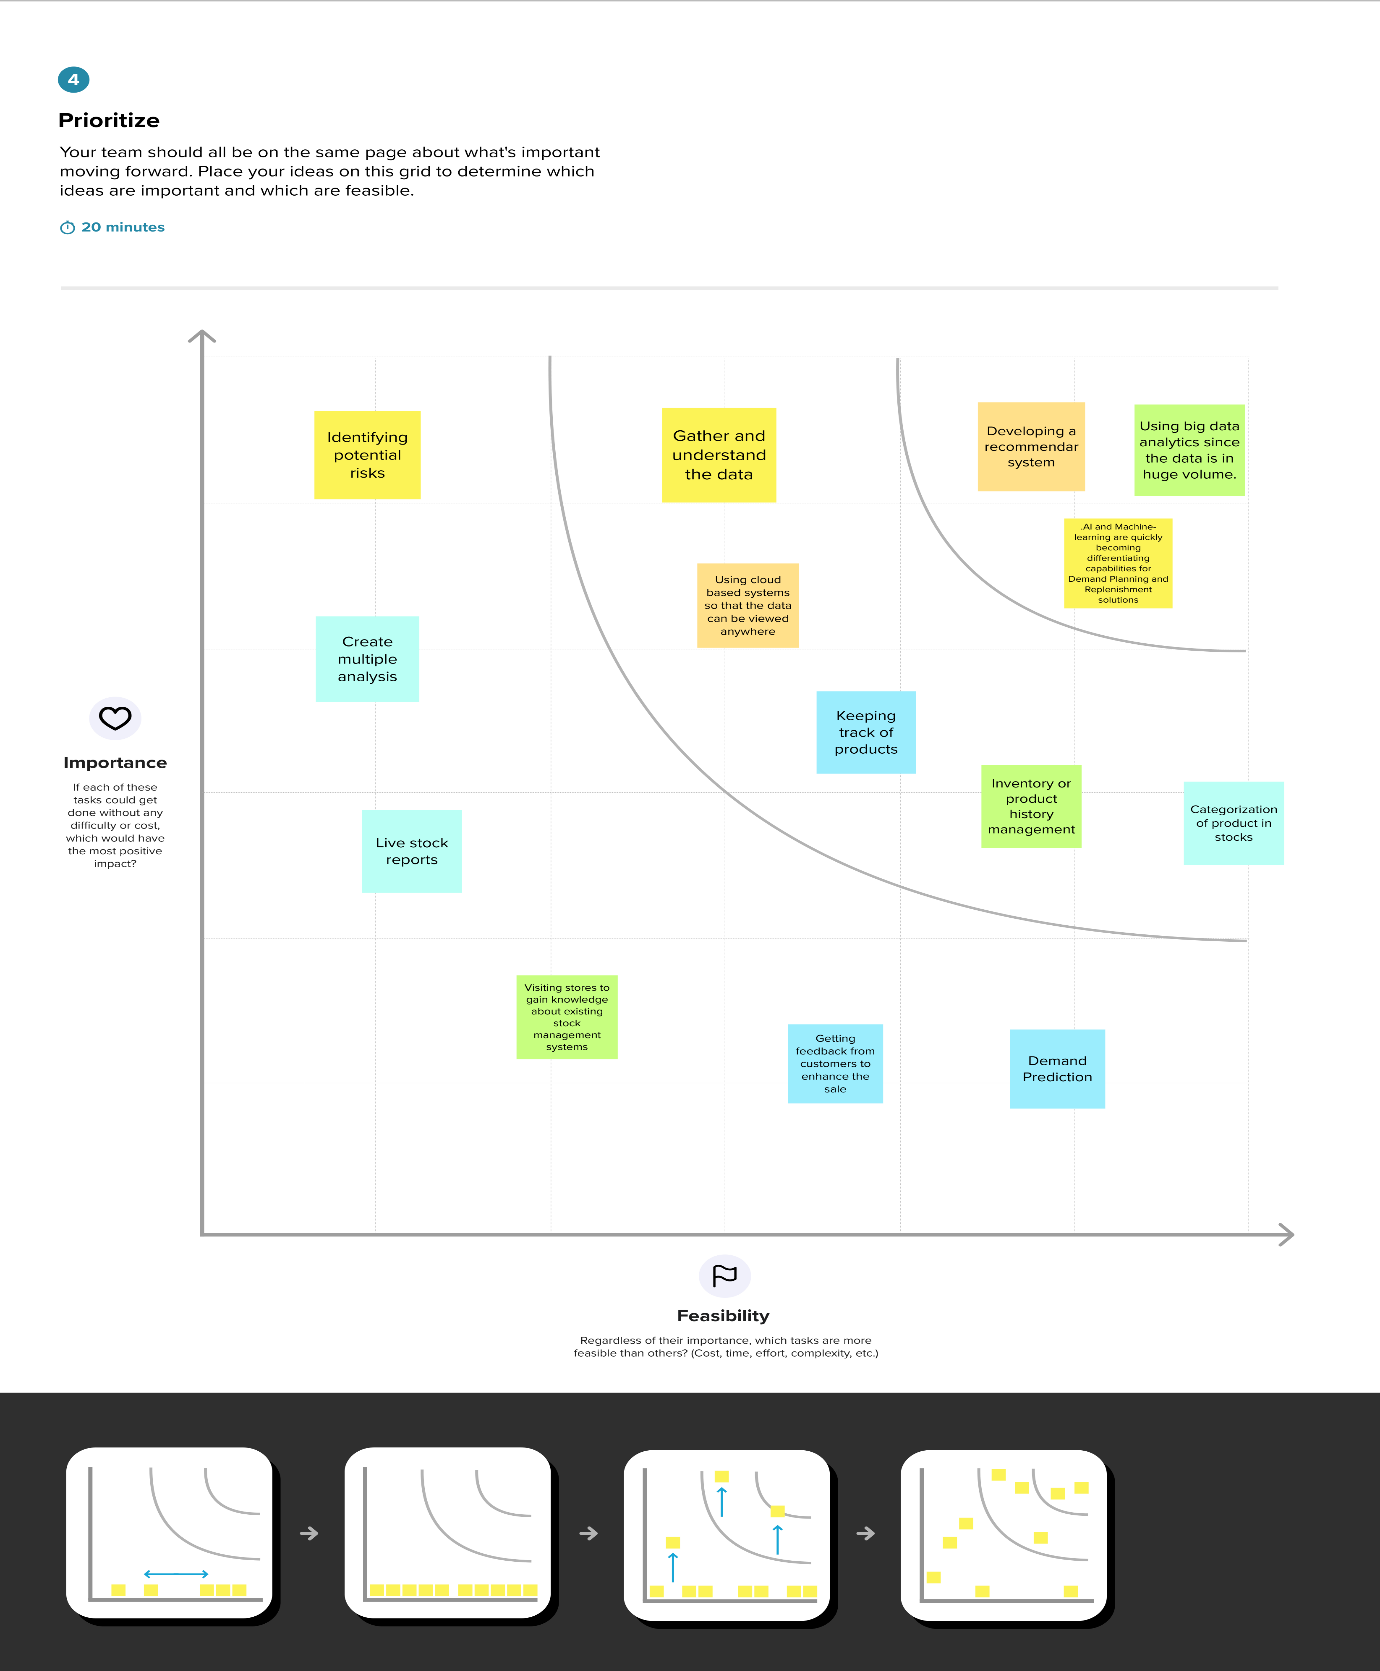 4
Prioritize
Your team should all be on the same page about what's important
moving forward. Place your ideas on this grid to determine which
ideas are important and which are feasible.
20 minutes
Identifying
potential
risks
Gather and
understand
the data
Developing a
recommendar
system
Using big data
analytics since
the data is in
huge volume.
.AI and Machine-
learning are quickly
becoming
differentiating
capabilities for
Demand Planning and
Replenishment
solutions
Using cloud
based systems
so that the data
can be viewed
anywhere
Create
multiple
analysis
Keeping
track of
products
Inventory or
product
history
management
Categorization
of product in
stocks
Importance
If each of these
tasks could get
done without any
difficulty or cost,
which would have
the most positive
impact?
Live stock
reports
Visiting stores to
gain knowledge
about existing
stock
management
systems
Getting
feedback from
customers to
enhance the
sale
Demand
Prediction
Feasibility
Regardless of their importance, which tasks are more
feasible than others? (Cost, time, effort, complexity, etc.)